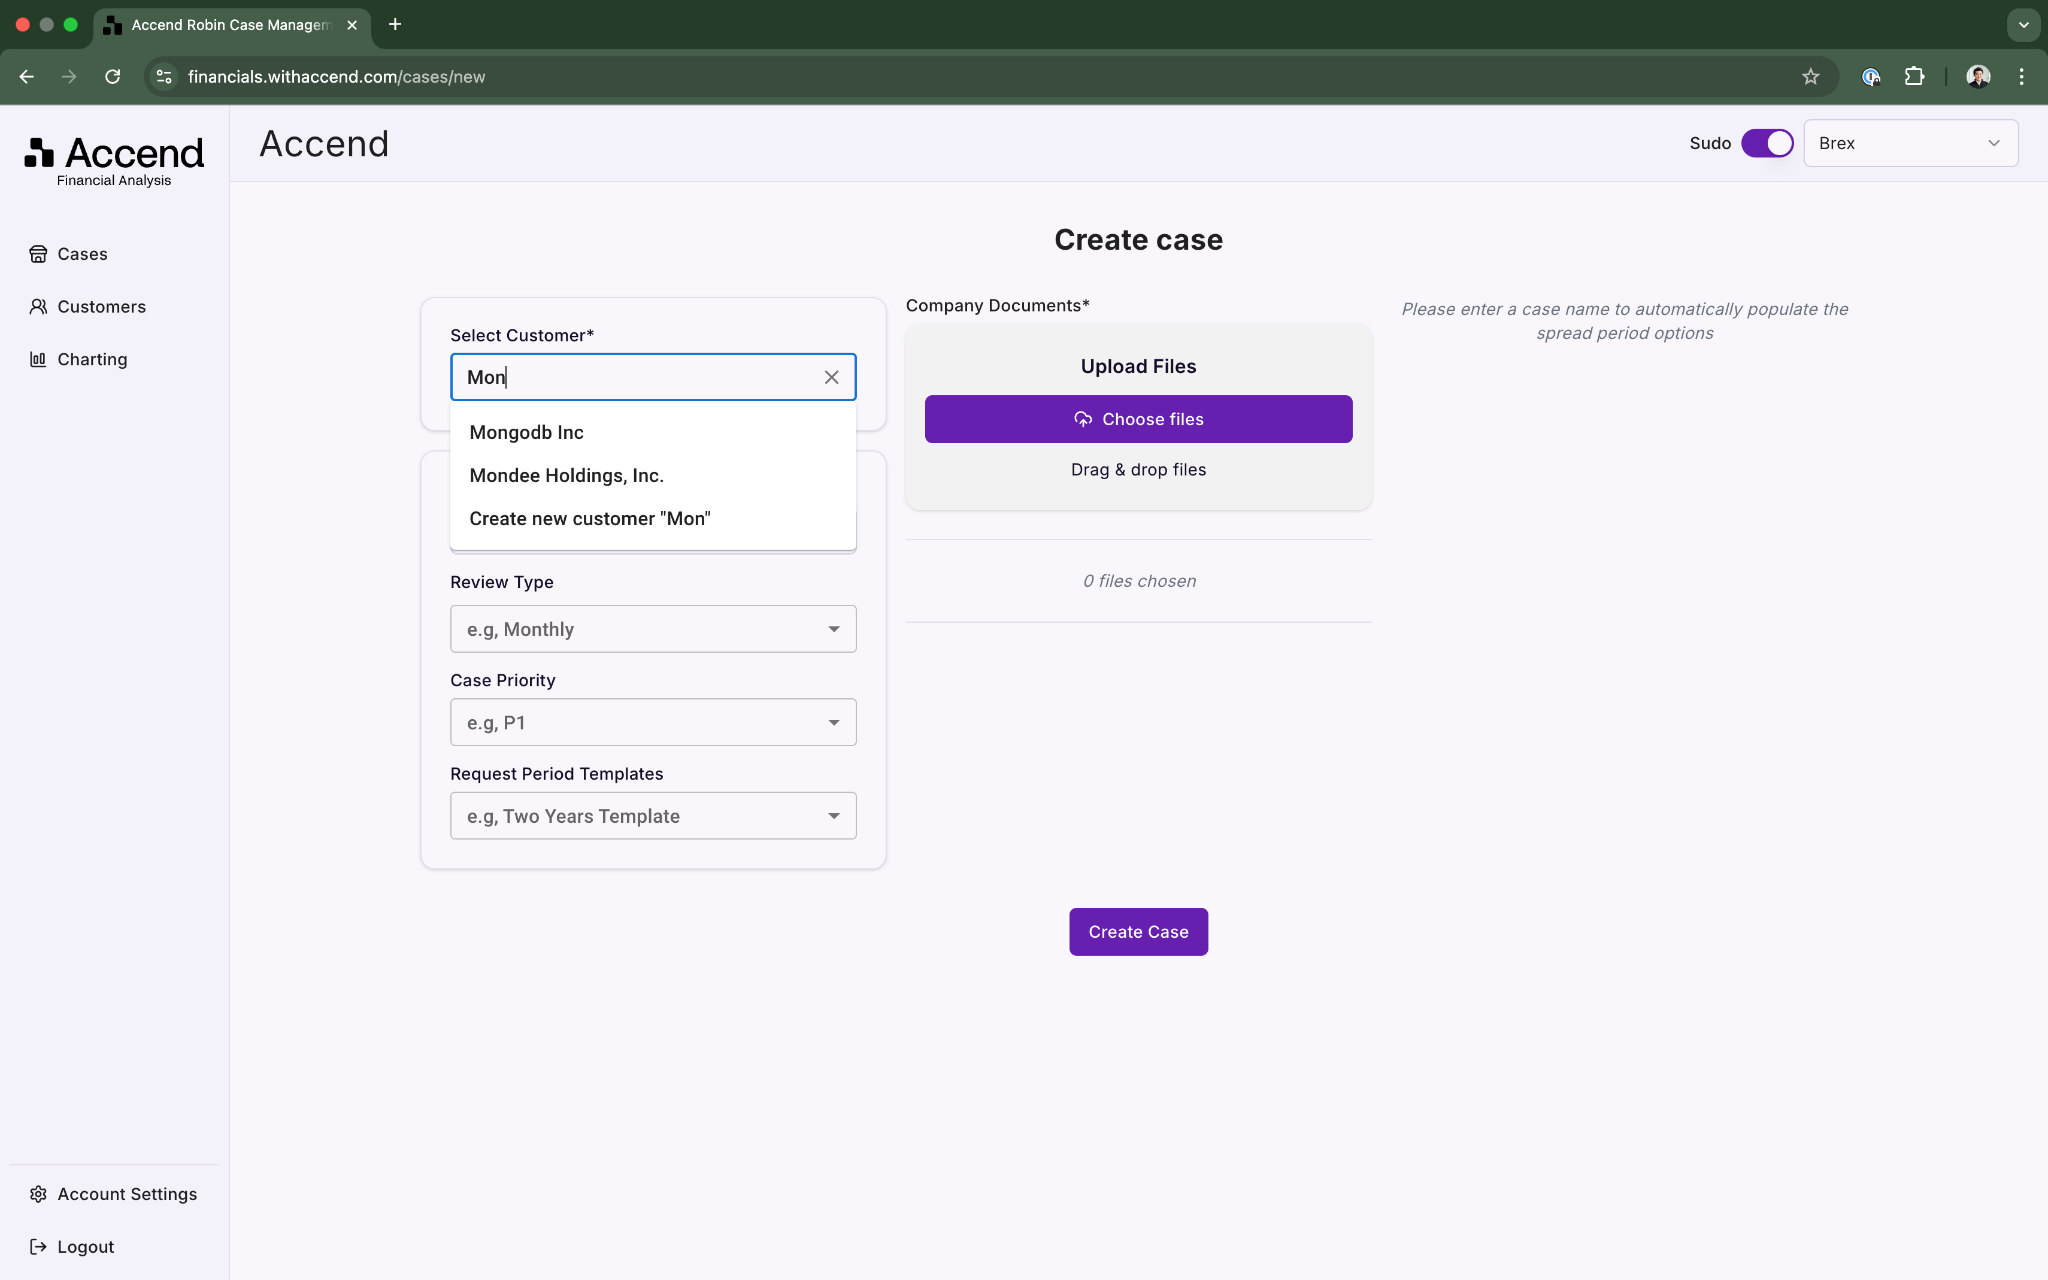 Accend Robin Case Managem
financials.withaccend.com/cases/new
Accend
Financial Analysis
Cases
Customers
Charting
Account Settings
Logout
Accend
Sudo
Brex
Create case
Select Customer*
Mon
Mongodb Inc
Mondee Holdings, Inc.
Create new customer "Mon"
Review Type
e.g, Monthly
Case Priority
e.g, P1
Request Period Templates
e.g, Two Years Template
Company Documents*
Upload Files
Choose files
Drag & drop files
0 files chosen
Please enter a case name to automatically populate the
spread period options
Create Case